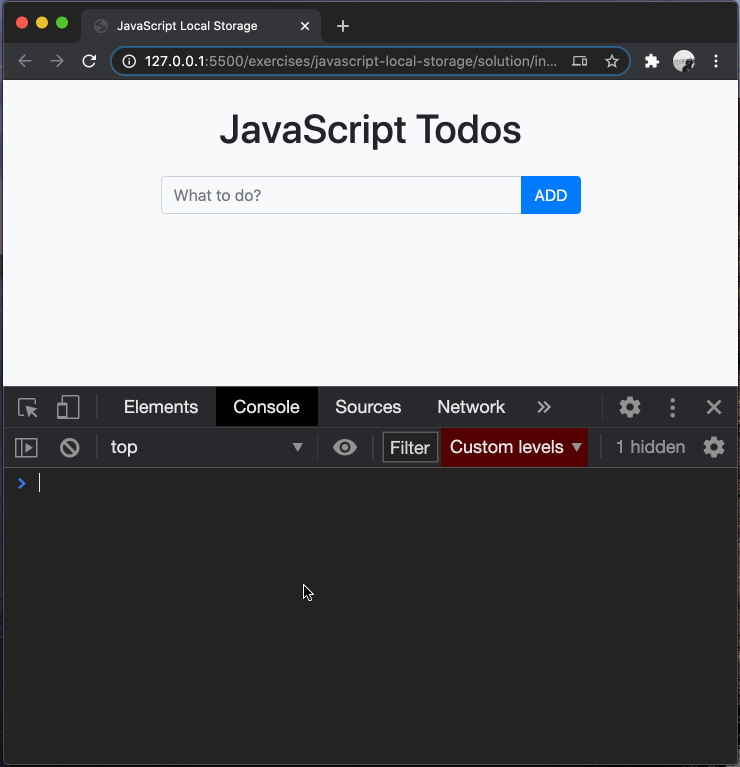 JavaScript Local Storage
127.0.0.1:5500/exercises/javascript-local-storage/solution/in...
JavaScript Todos
What to do? ADD
Elements Console Sources Network
top Filter Custom levels 1 hidden